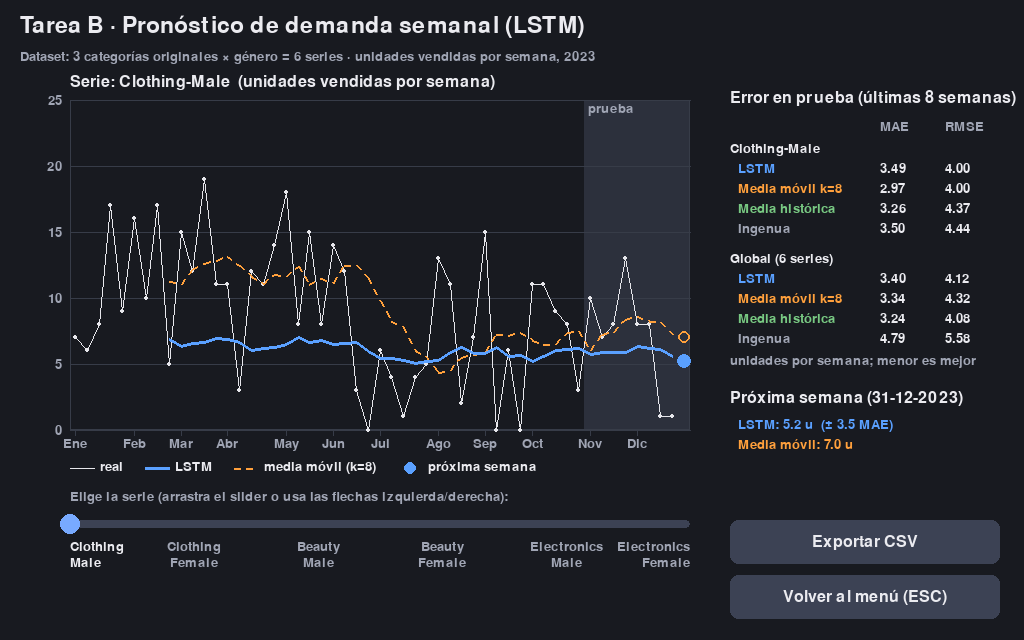 Tarea B · Pronóstico de demanda semanal (LSTM)
Dataset: 3 categorías originales × género = 6 series · unidades vendidas por semana, 2023
Serie: Clothing-Male (unidades vendidas por semana)
25
20
15
10
5
0
prueba
Ene Feb Mar Abr May Jun Jul Ago Sep Oct Nov Dic
real LSTM media móvil (k=8) próxima semana
Elige la serie (arrastra el slider o usa las flechas izquierda/derecha):
Clothing Male
Clothing Female
Beauty Male
Beauty Female
Electronics Male
Electronics Female
Error en prueba (últimas 8 semanas)
MAE RMSE
Clothing-Male
LSTM 3.49 4.00
Media móvil k=8 2.97 4.00
Media histórica 3.26 4.37
Ingenua 3.50 4.44
Global (6 series)
LSTM 3.40 4.12
Media móvil k=8 3.34 4.32
Media histórica 3.24 4.08
Ingenua 4.79 5.58
unidades por semana; menor es mejor
Próxima semana (31-12-2023)
LSTM: 5.2 u (± 3.5 MAE)
Media móvil: 7.0 u
Exportar CSV
Volver al menú (ESC)